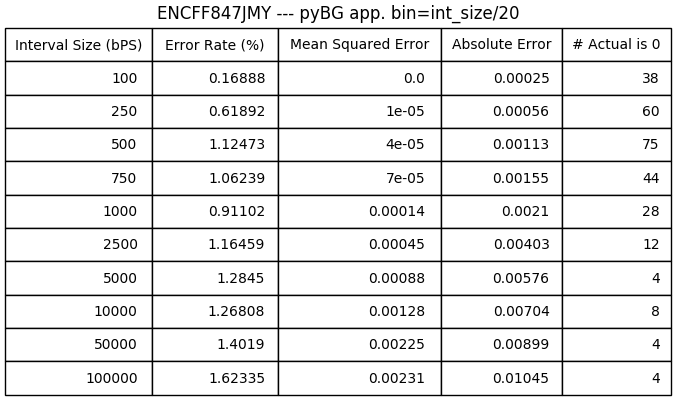 ENCFF847JMY --- pyBG app. bin=int_size/20
Interval Size (bPS) Error Rate (%) Mean Squared Error Absolute Error # Actual is 0
100 0.16888 0.0 0.00025 38
250 0.61892 1e-05 0.00056 60
500 1.12473 4e-05 0.00113 75
750 1.06239 7e-05 0.00155 44
1000 0.91102 0.00014 0.0021 28
2500 1.16459 0.00045 0.00403 12
5000 1.2845 0.00088 0.00576 4
10000 1.26808 0.00128 0.00704 8
50000 1.4019 0.00225 0.00899 4
100000 1.62335 0.00231 0.01045 4